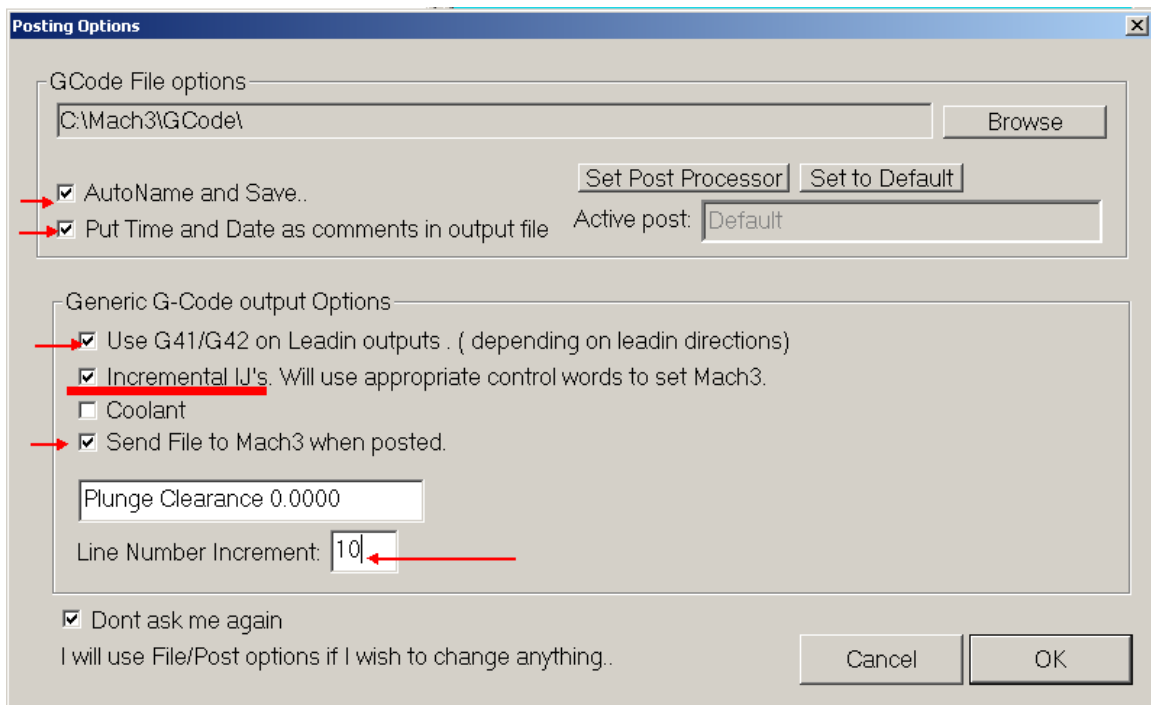 Posting Options
GCode File options
C:\Mach3\GCode\
Browse
AutoName and Save..
Set Post Processor
Set to Default
Put Time and Date as comments in output file
Active post:
Default
Generic G-Code output Options
Use G41/G42 on Leadin outputs . ( depending on leadin directions)
Incremental IJ's. Will use appropriate control words to set Mach3.
Coolant
Send File to Mach3 when posted.
Plunge Clearance 0.0000
Line Number Increment: 10
Dont ask me again
I will use File/Post options if I wish to change anything..
Cancel
OK